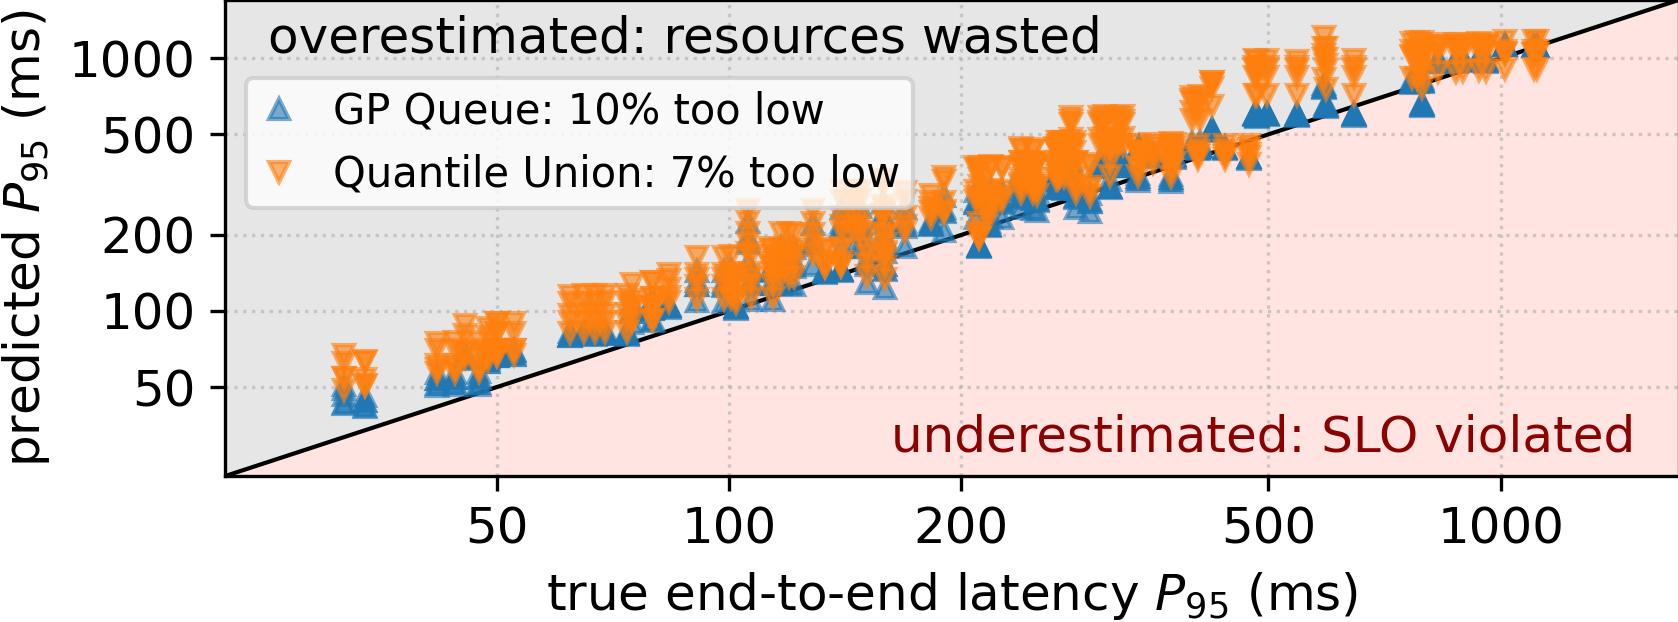 overestimated: resources wasted
GP Queue: 10% too low
Quantile Union: 7% too low
underestimated: SLO violated
predicted P95 (ms)
1000
500
200
100
50
50 100 200 500 1000
true end-to-end latency P95 (ms)